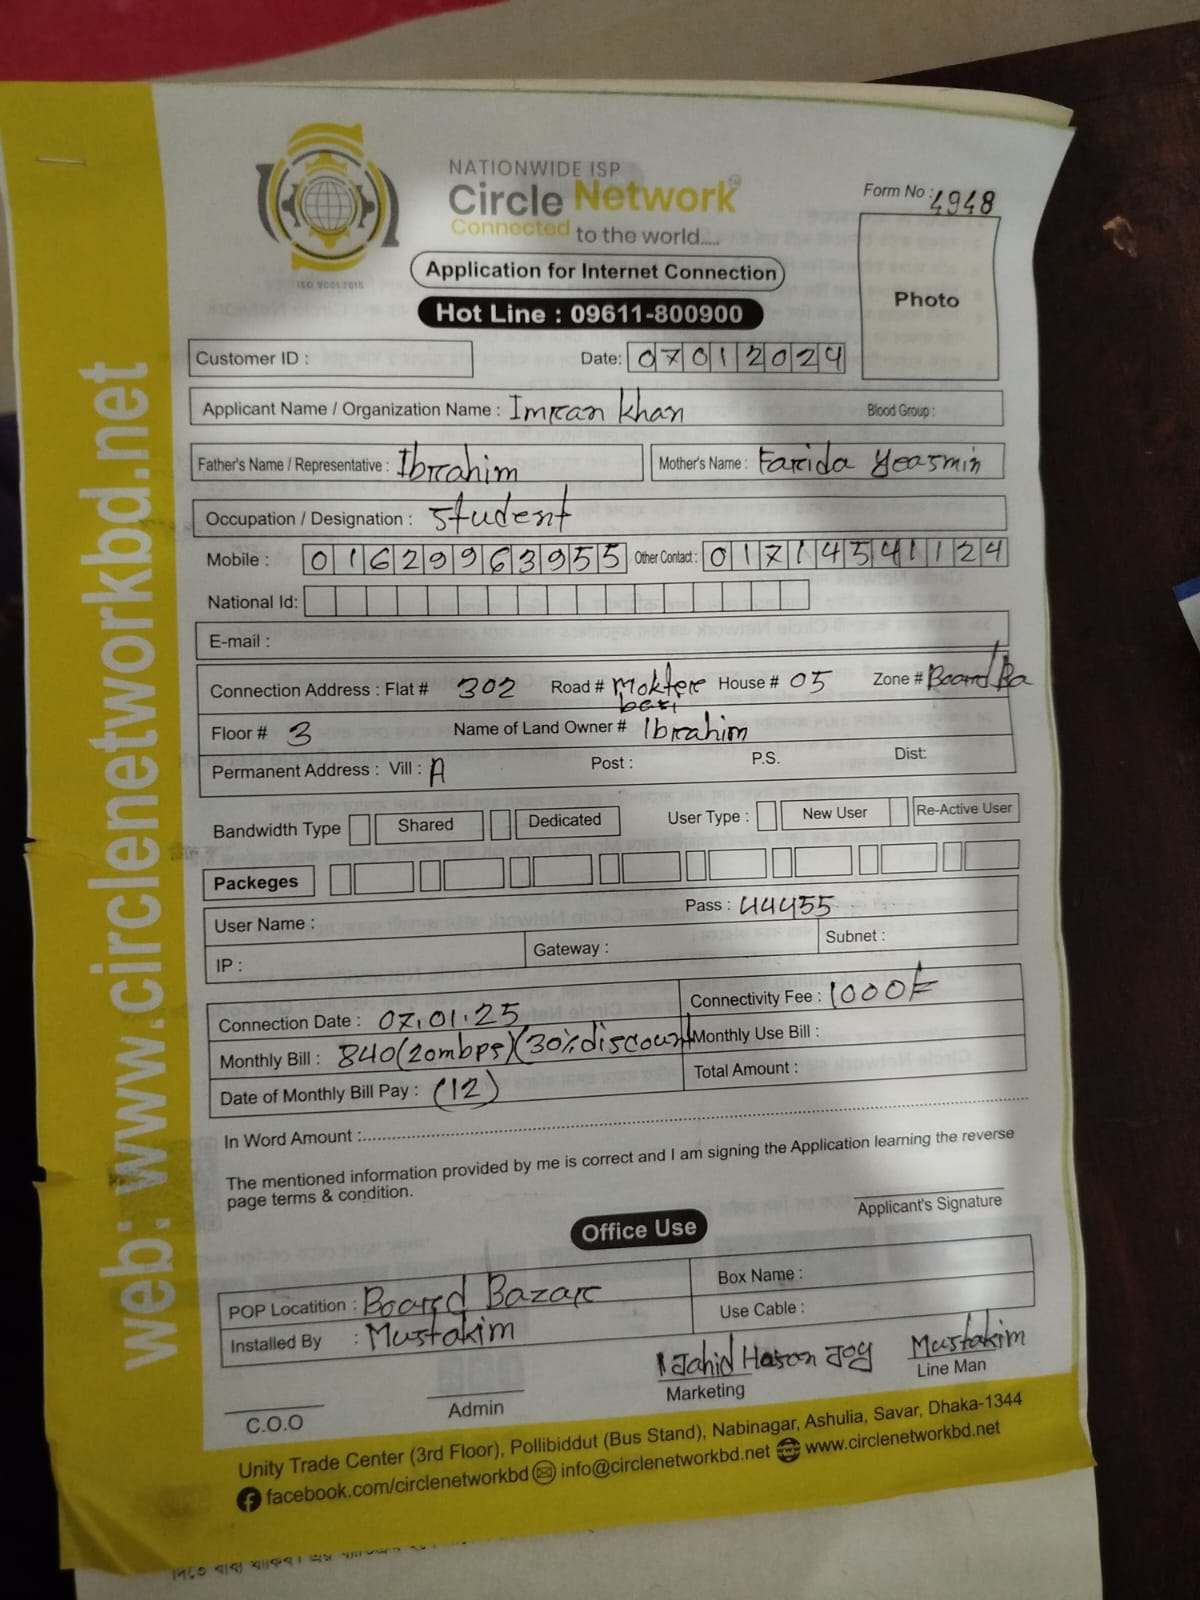 NATIONWIDE ISP
Circle Network
Connected to the world.....
ISO 9001:2015
Form No : 4948
Application for Internet Connection
Hot Line : 09611-800900
Photo
Customer ID :
Date: 07012024
Applicant Name / Organization Name : Imran khan Blood Group :
Father's Name / Representative : Ibrahim Mother's Name : Farida Yeasmin
Occupation / Designation : student
Mobile : 01629963955 Other Contact : 01714541124
National Id:
E-mail :
Connection Address : Flat # 302 Road # Mokter bari House # 05 Zone # Board Ba
Floor # 3 Name of Land Owner # Ibrahim
Permanent Address : Vill : A Post : P.S. Dist:
Bandwidth Type Shared Dedicated User Type : New User Re-Active User
Packeges
User Name : Pass : 44455
IP : Gateway : Subnet :
Connection Date : 07.01.25 Connectivity Fee : 1000/=
Monthly Bill : 840(20mbps)(30%discount Monthly Use Bill :
Date of Monthly Bill Pay : (12) Total Amount :
In Word Amount :
The mentioned information provided by me is correct and I am signing the Application learning the reverse
page terms & condition.
Applicant's Signature
Office Use
POP Locatition : Board Bazar Box Name :
Installed By : Mustakim Use Cable :
Jahid Hasan জয় Mustakim
C.O.O Admin Marketing Line Man
Unity Trade Center (3rd Floor), Pollibiddut (Bus Stand), Nabinagar, Ashulia, Savar, Dhaka-1344
facebook.com/circlenetworkbd info@circlenetworkbd.net www.circlenetworkbd.net
web: www.circlenetworkbd.net